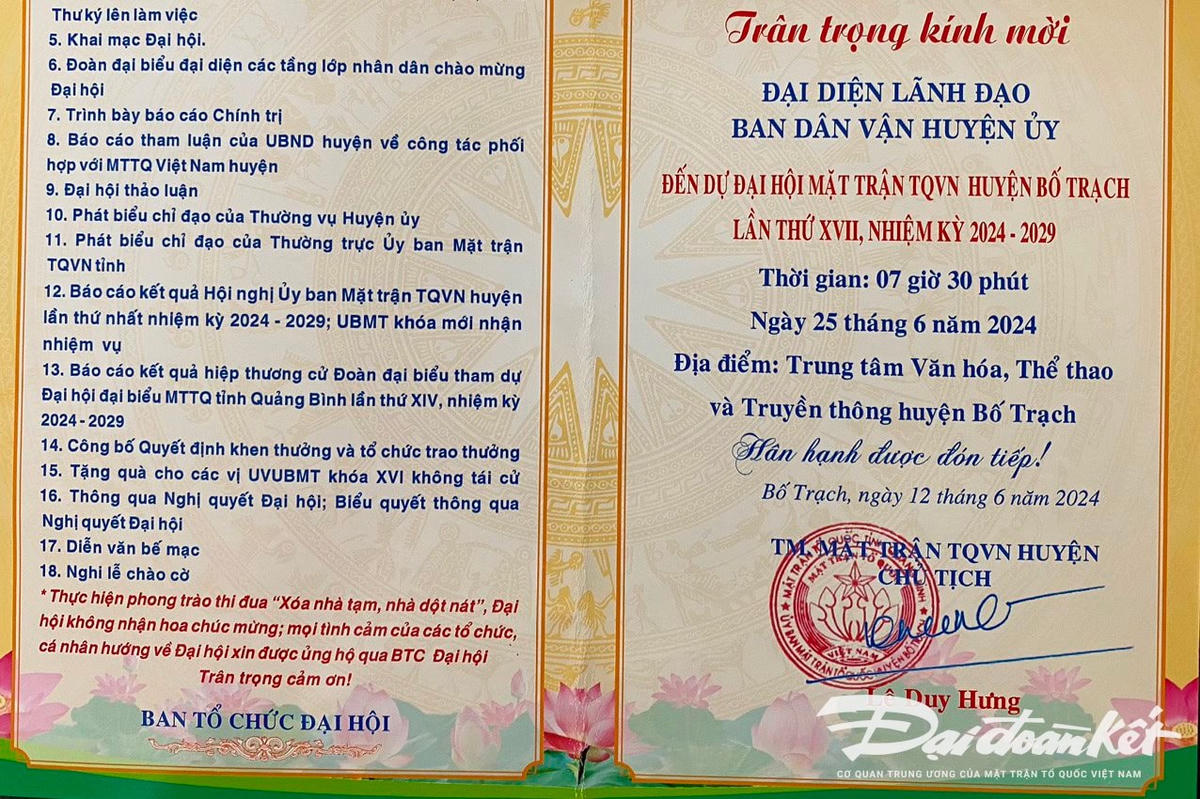 Thư ký lên làm việc
5. Khai mạc Đại hội.
6. Đoàn đại biểu đại diện các tầng lớp nhân dân chào mừng
Đại hội
7. Trình bày báo cáo Chính trị
8. Báo cáo tham luận của UBND huyện về công tác phối
hợp với MTTQ Việt Nam huyện
9. Đại hội thảo luận
10. Phát biểu chỉ đạo của Thường vụ Huyện ủy
11. Phát biểu chỉ đạo của Thường trực Ủy ban Mặt trận
TQVN tỉnh
12. Báo cáo kết quả Hội nghị Ủy ban Mặt trận TQVN huyện
lần thứ nhất nhiệm kỳ 2024 - 2029; UBMT khóa mới nhận
nhiệm vụ
13. Báo cáo kết quả hiệp thương cử Đoàn đại biểu tham dự
Đại hội đại biểu MTTQ tỉnh Quảng Bình lần thứ XIV, nhiệm kỳ
2024 - 2029
14. Công bố Quyết định khen thưởng và tổ chức trao thưởng
15. Tặng quà cho các vị UVUBMT khóa XVI không tái cử
16. Thông qua Nghị quyết Đại hội; Biểu quyết thông qua
Nghị quyết Đại hội
17. Diễn văn bế mạc
18. Nghi lễ chào cờ
* Thực hiện phong trào thi đua “Xóa nhà tạm, nhà dột nát”, Đại
hội không nhận hoa chúc mừng; mọi tình cảm của các tổ chức,
cá nhân hướng về Đại hội xin được ủng hộ qua BTC Đại hội
Trân trọng cảm ơn!
BAN TỔ CHỨC ĐẠI HỘI
Trân trọng kính mời
ĐẠI DIỆN LÃNH ĐẠO
BAN DÂN VẬN HUYỆN ỦY
ĐẾN DỰ ĐẠI HỘI MẶT TRẬN TQVN HUYỆN BỐ TRẠCH
LẦN THỨ XVII, NHIỆM KỲ 2024 - 2029
Thời gian: 07 giờ 30 phút
Ngày 25 tháng 6 năm 2024
Địa điểm: Trung tâm Văn hóa, Thể thao
và Truyền thông huyện Bố Trạch
Hân hạnh được đón tiếp!
Bố Trạch, ngày 12 tháng 6 năm 2024
TM. MẶT TRẬN TQVN HUYỆN
CHỦ TỊCH
MẶT TRẬN TỔ QUỐC
VIỆT NAM
ỦY BAN MẶT TRẬN TỔ QUỐC HUYỆN BỐ TRẠCH
Lê Duy Hưng
Đại đoàn kết
CƠ QUAN TRUNG ƯƠNG CỦA MẶT TRẬN TỔ QUỐC VIỆT NAM